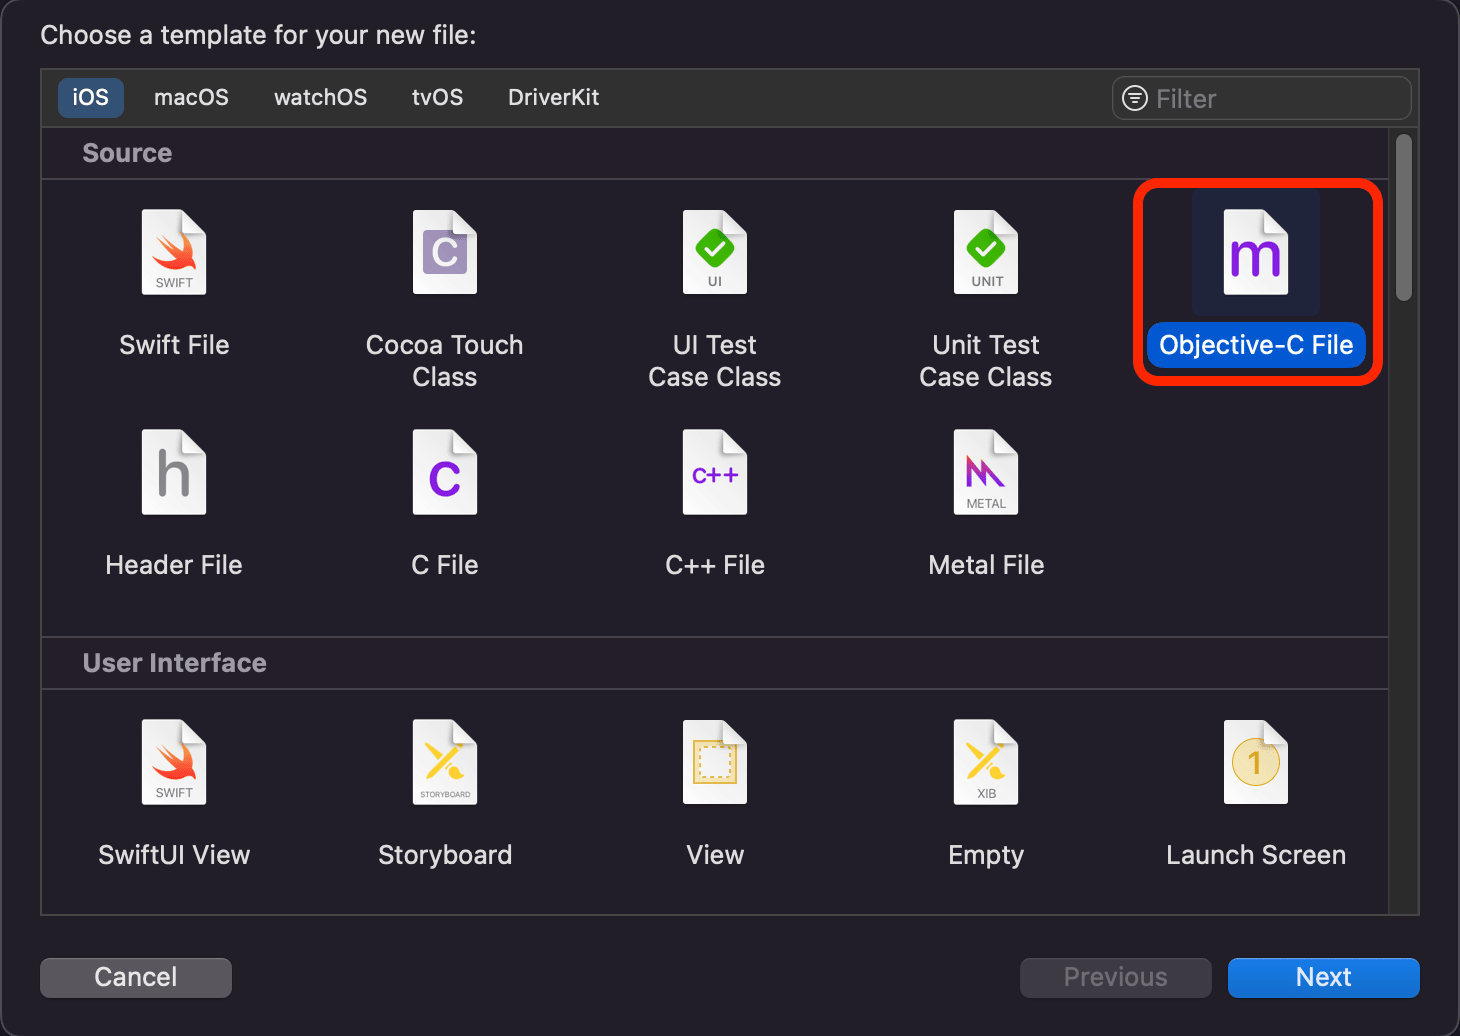 Choose a template for your new file:
iOS macOS watchOS tvOS DriverKit Filter
Source
SWIFT C UI UNIT m
Swift File Cocoa Touch Class UI Test Case Class Unit Test Case Class Objective-C File
h C C++ METAL
Header File C File C++ File Metal File
User Interface
SWIFT STORYBOARD XIB 1
SwiftUI View Storyboard View Empty Launch Screen
Cancel Previous Next